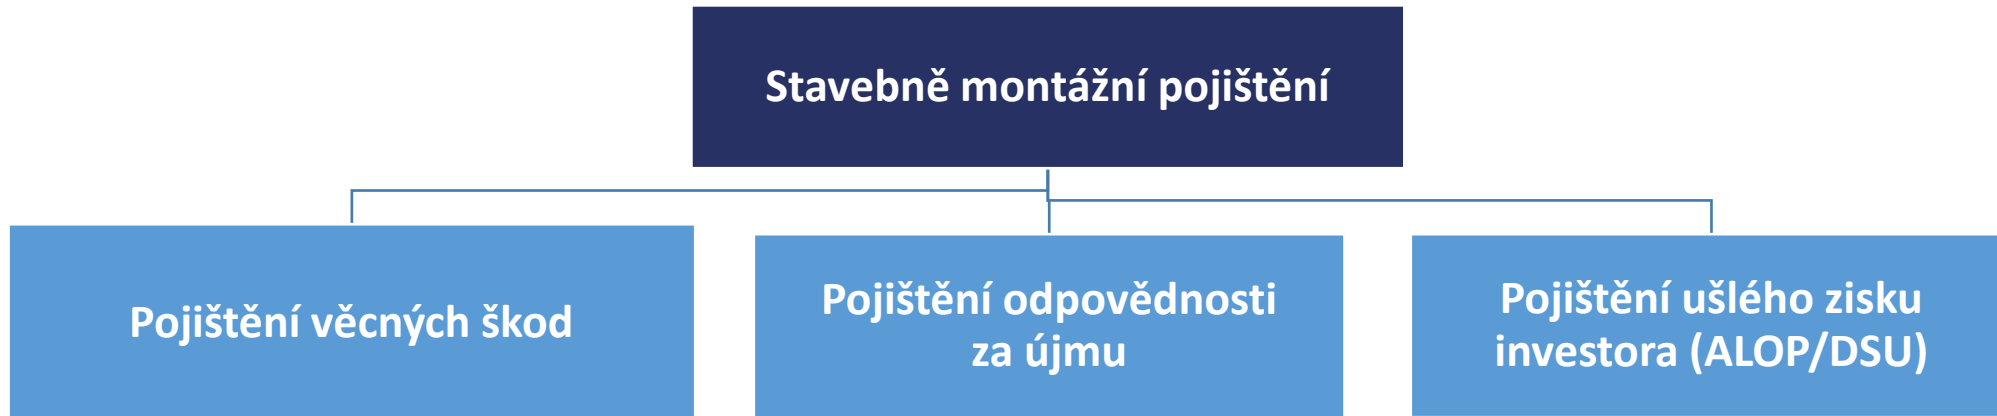 Stavebně montážní pojištění
Pojištění věcných škod
Pojištění odpovědnosti
za újmu
Pojištění ušlého zisku
investora (ALOP/DSU)